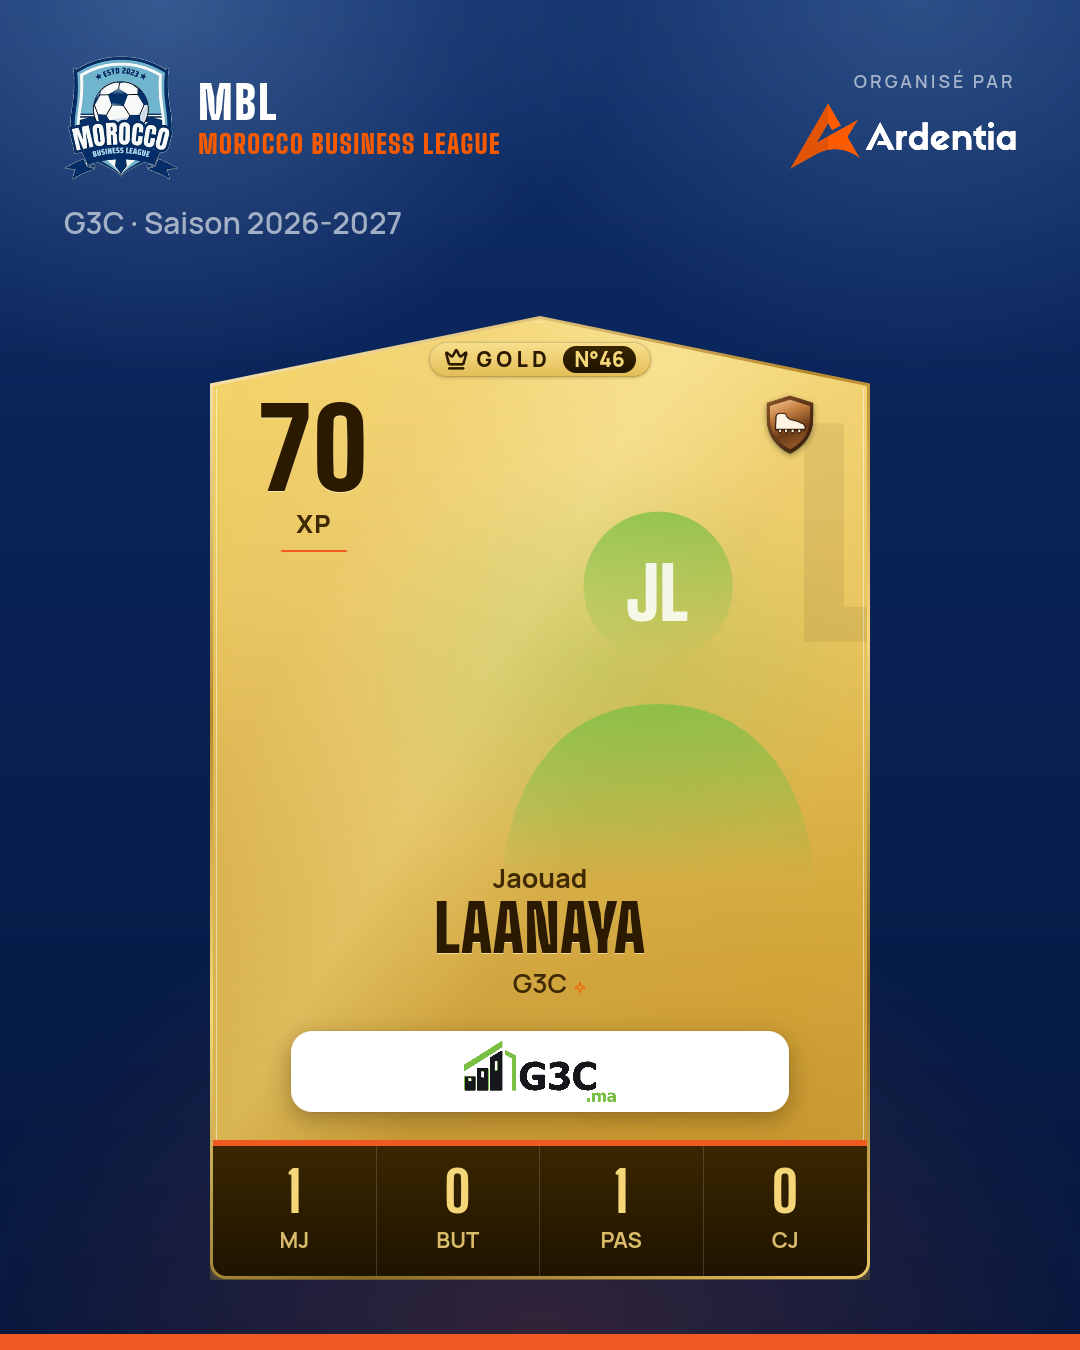 ★ ESTD 2023 ★
MOROCCO
BUSINESS LEAGUE
MBL
MOROCCO BUSINESS LEAGUE
ORGANISÉ PAR
Ardentia
G3C · Saison 2026-2027
GOLD N°46
70
XP
L
JL
Jaouad
LAANAYA
G3C
G3C
.ma
1 0 1 0
MJ BUT PAS CJ